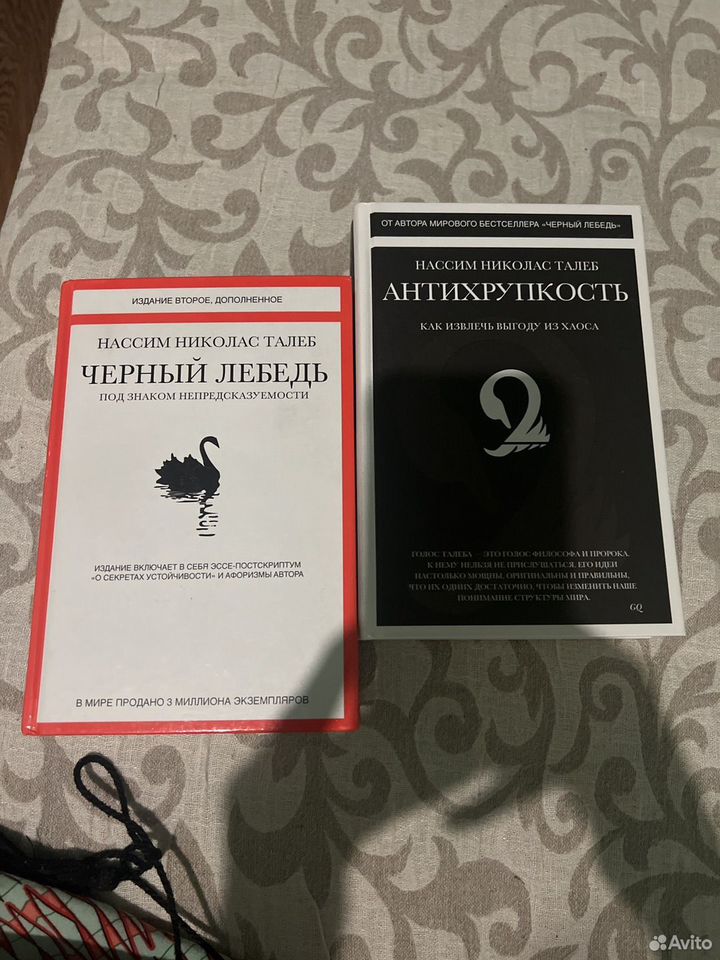 ИЗДАНИЕ ВТОРОЕ, ДОПОЛНЕННОЕ
НАССИМ НИКОЛАС ТАЛЕБ
ЧЕРНЫЙ ЛЕБЕДЬ
ПОД ЗНАКОМ НЕПРЕДСКАЗУЕМОСТИ
ИЗДАНИЕ ВКЛЮЧАЕТ В СЕБЯ ЭССЕ-ПОСТСКРИПТУМ
«О СЕКРЕТАХ УСТОЙЧИВОСТИ» И АФОРИЗМЫ АВТОРА
В МИРЕ ПРОДАНО 3 МИЛЛИОНА ЭКЗЕМПЛЯРОВ
ОТ АВТОРА МИРОВОГО БЕСТСЕЛЛЕРА «ЧЕРНЫЙ ЛЕБЕДЬ»
НАССИМ НИКОЛАС ТАЛЕБ
АНТИХРУПКОСТЬ
КАК ИЗВЛЕЧЬ ВЫГОДУ ИЗ ХАОСА
ГОЛОС ТАЛЕБА — ЭТО ГОЛОС ФИЛОСОФА И ПРОРОКА.
К НЕМУ НЕЛЬЗЯ НЕ ПРИСЛУШАТЬСЯ. ЕГО ИДЕИ
НАСТОЛЬКО МОЩНЫ, ОРИГИНАЛЬНЫ И ПРАВИЛЬНЫ,
ЧТО ИХ ОДНИХ ДОСТАТОЧНО, ЧТОБЫ ИЗМЕНИТЬ НАШЕ
ПОНИМАНИЕ СТРУКТУРЫ МИРА.
GQ
Avito